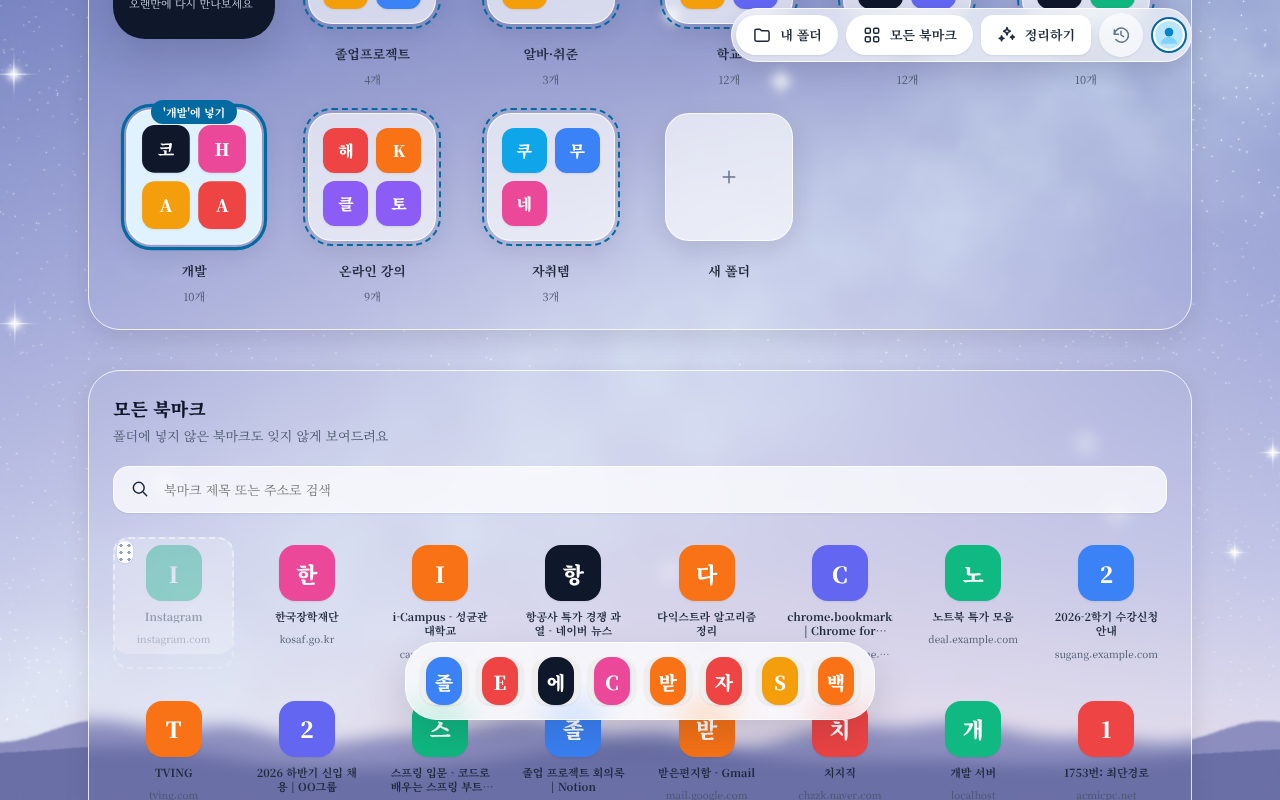 오랜만에 다시 만나보세요
내 폴더
모든 북마크
정리하기
졸업프로젝트
알바·취준
4개
3개
12개
12개
10개
'개발'에 넣기
코
H
A
A
해
K
클
토
쿠
무
네
개발
온라인 강의
자취템
새 폴더
10개
9개
3개
모든 북마크
폴더에 넣지 않은 북마크도 잊지 않게 보여드려요
북마크 제목 또는 주소로 검색
I
한
I
항
다
C
노
2
Instagram
instagram.com
한국장학재단
kosaf.go.kr
i-Campus - 성균관
대학교
항공사 특가 경쟁 과
열 - 네이버 뉴스
다익스트라 알고리즘
정리
chrome.bookmark
| Chrome for…
노트북 특가 모음
deal.example.com
2026-2학기 수강신청
안내
sugang.example.com
졸
E
에
C
받
자
S
백
T
2
스
졸
받
치
개
1
TVING
tving.com
2026 하반기 신입 채
용 | OO그룹
스프링 입문 - 코드로
배우는 스프링 부트…
졸업 프로젝트 회의록
| Notion
받은편지함 - Gmail
mail.google.com
치지직
chzzk.naver.com
개발 서버
localhost
1753번: 최단경로
acmicpc.net